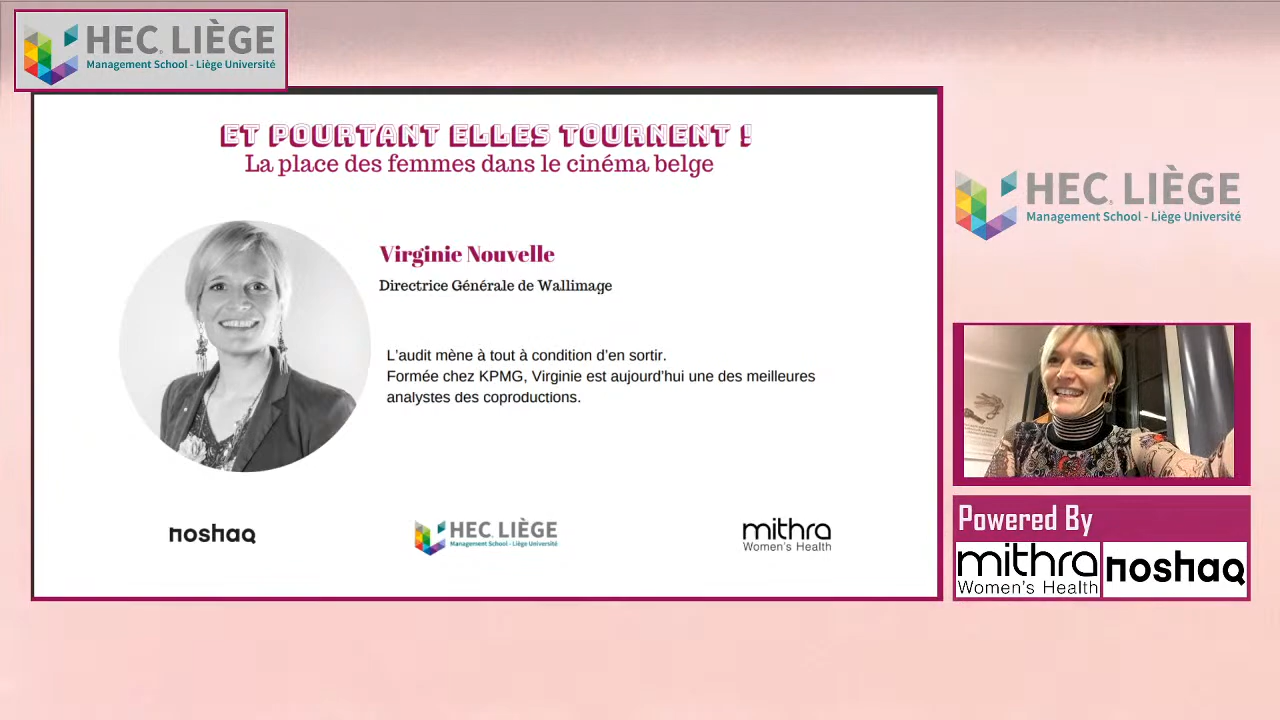 HEC LIÈGE
Management School - Liège Université
ET POURTANT ELLES TOURNENT !
La place des femmes dans le cinéma belge
Virginie Nouvelle
Directrice Générale de Wallimage
L'audit mène à tout à condition d'en sortir.
Formée chez KPMG, Virginie est aujourd'hui une des meilleures
analystes des coproductions.
noshaq
HEC LIÈGE
Management School - Liège Université
mithra
Women's Health
HEC LIÈGE
Management School - Liège Université
Powered By
mithra
Women's Health
noshaq